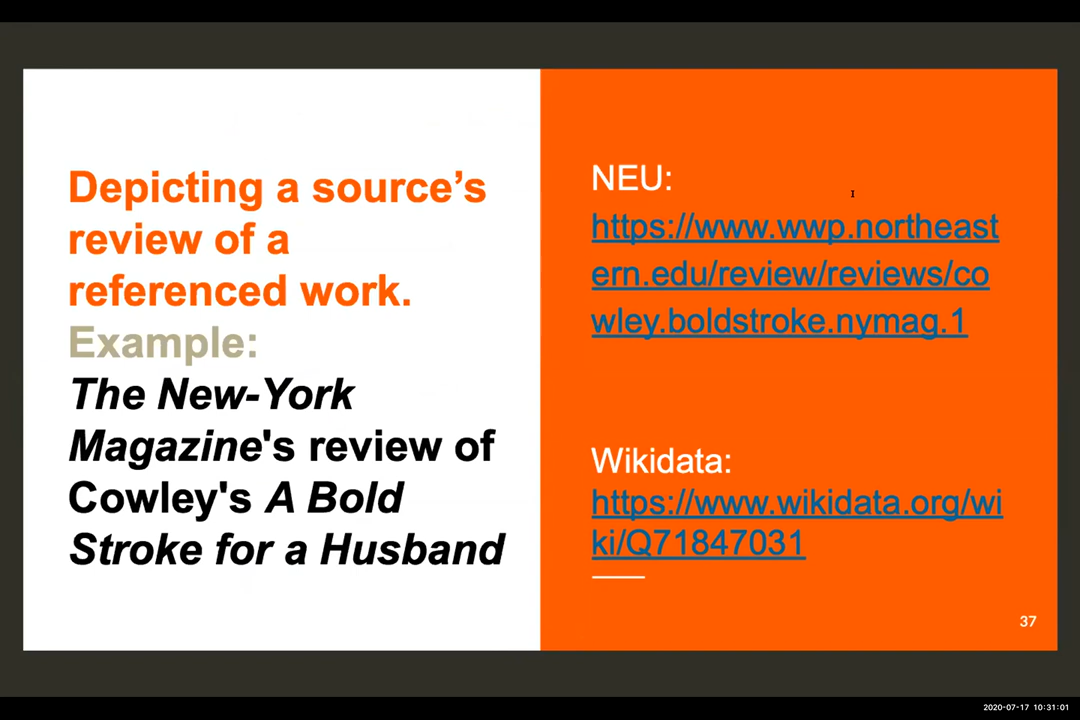 Depicting a source’s
review of a
referenced work.
Example:
The New-York
Magazine's review of
Cowley's A Bold
Stroke for a Husband
NEU:
https://www.wwp.northeast
ern.edu/review/reviews/co
wley.boldstroke.nymag.1
Wikidata:
https://www.wikidata.org/wi
ki/Q71847031
37
2020-07-17 10:31:01